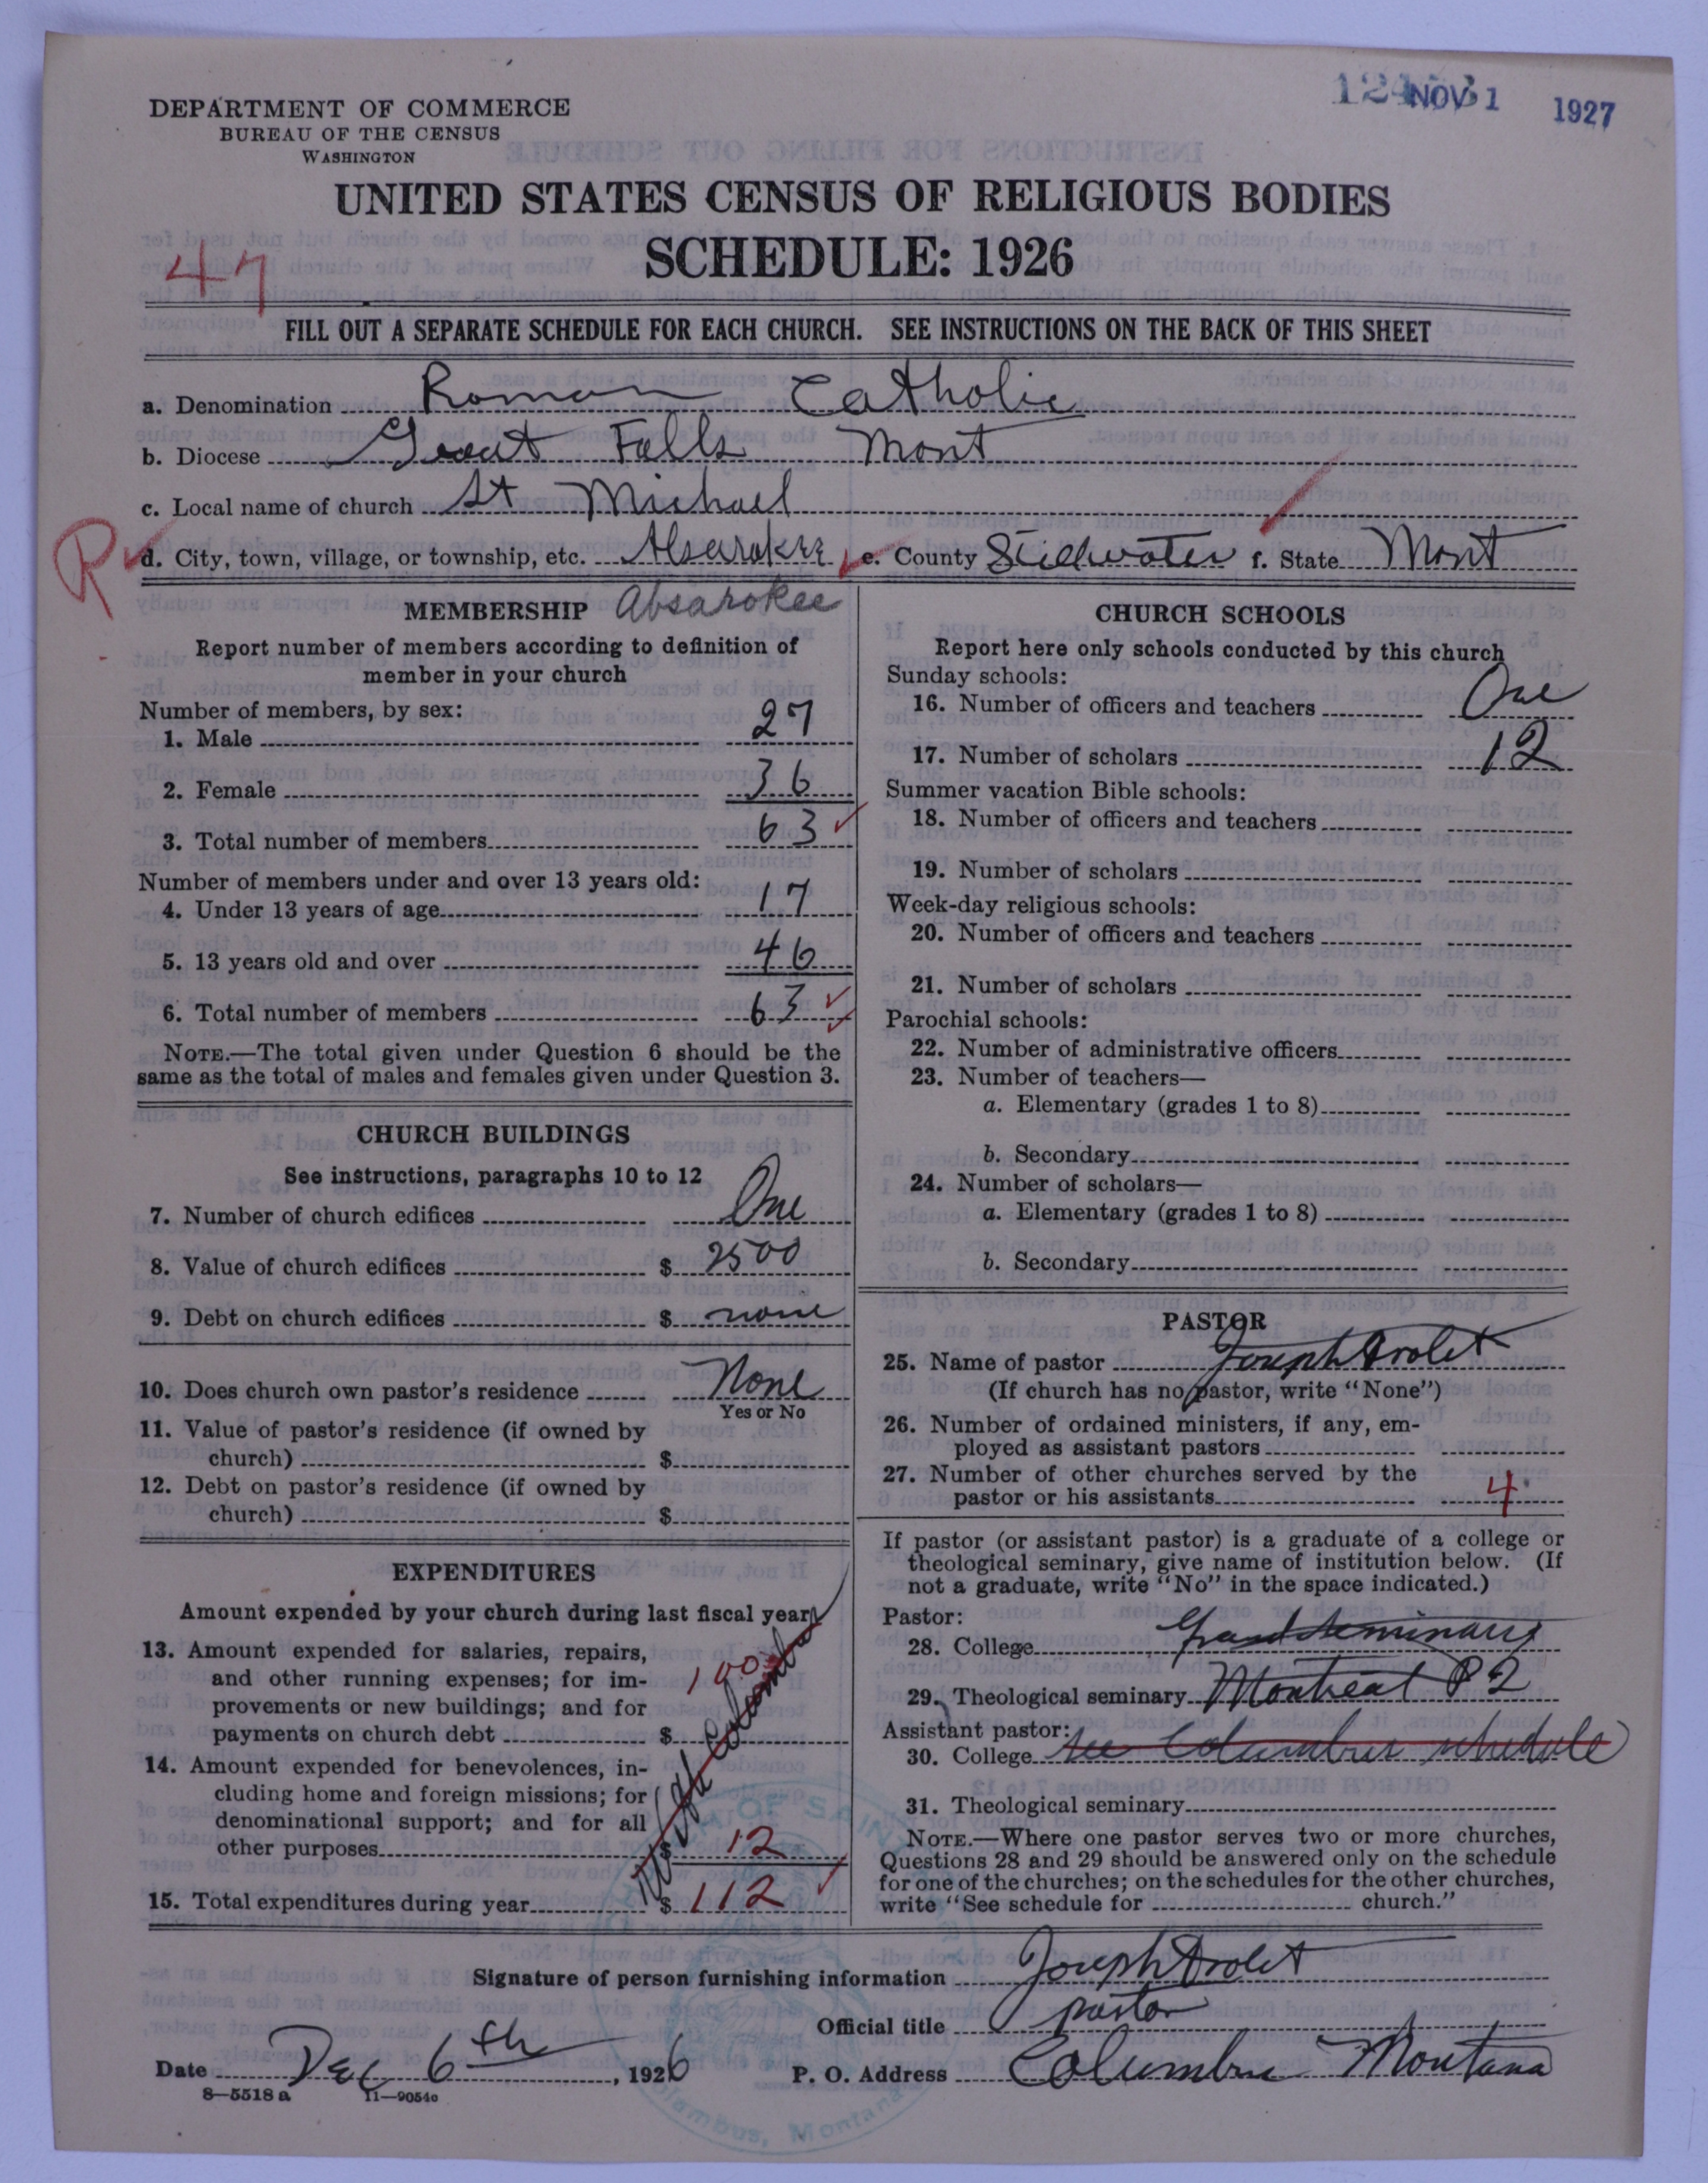 DEPARTMENT OF COMMERCE
BUREAU OF THE CENSUS
WASHINGTON
NOV 1 1927
UNITED STATES CENSUS OF RELIGIOUS BODIES
SCHEDULE: 1926
47
FILL OUT A SEPARATE SCHEDULE FOR EACH CHURCH. SEE INSTRUCTIONS ON THE BACK OF THIS SHEET
a. Denomination Roman Catholic
b. Diocese Great Falls Mont
c. Local name of church St Michael
R d. City, town, village, or township, etc. Absarokee e. County Stillwater f. State Mont
MEMBERSHIP Absarokee
Report number of members according to definition of
member in your church
Number of members, by sex:
1. Male 27
2. Female 36
3. Total number of members 63
Number of members under and over 13 years old:
4. Under 13 years of age 17
5. 13 years old and over 46
6. Total number of members 63
NOTE.—The total given under Question 6 should be the
same as the total of males and females given under Question 3.
CHURCH BUILDINGS
See instructions, paragraphs 10 to 12
7. Number of church edifices One
8. Value of church edifices $ 2500
9. Debt on church edifices $ none
10. Does church own pastor's residence None
Yes or No
11. Value of pastor's residence (if owned by
church) $
12. Debt on pastor's residence (if owned by
church) $
EXPENDITURES
Amount expended by your church during last fiscal year
13. Amount expended for salaries, repairs,
and other running expenses; for im-
provements or new buildings; and for
payments on church debt $ 100
14. Amount expended for benevolences, in-
cluding home and foreign missions; for
denominational support; and for all
other purposes $ 12
15. Total expenditures during year $ 112
CHURCH SCHOOLS
Report here only schools conducted by this church
Sunday schools:
16. Number of officers and teachers One
17. Number of scholars 12
Summer vacation Bible schools:
18. Number of officers and teachers
19. Number of scholars
Week-day religious schools:
20. Number of officers and teachers
21. Number of scholars
Parochial schools:
22. Number of administrative officers
23. Number of teachers—
a. Elementary (grades 1 to 8)
b. Secondary
24. Number of scholars—
a. Elementary (grades 1 to 8)
b. Secondary
PASTOR
25. Name of pastor Joseph Drolet
(If church has no pastor, write "None")
26. Number of ordained ministers, if any, em-
ployed as assistant pastors
27. Number of other churches served by the
pastor or his assistants 4
If pastor (or assistant pastor) is a graduate of a college or
theological seminary, give name of institution below. (If
not a graduate, write "No" in the space indicated.)
Pastor:
28. College Grand Seminary
29. Theological seminary Montreal P2
Assistant pastor:
30. College see Columbus schedule
31. Theological seminary
NOTE.—Where one pastor serves two or more churches,
Questions 28 and 29 should be answered only on the schedule
for one of the churches; on the schedules for the other churches,
write "See schedule for church."
Signature of person furnishing information Joseph Drolet
Official title pastor
Date Dec 6th, 1926 P. O. Address Columbus Montana
8—5518 a 11—9054c
Columbus, Montana